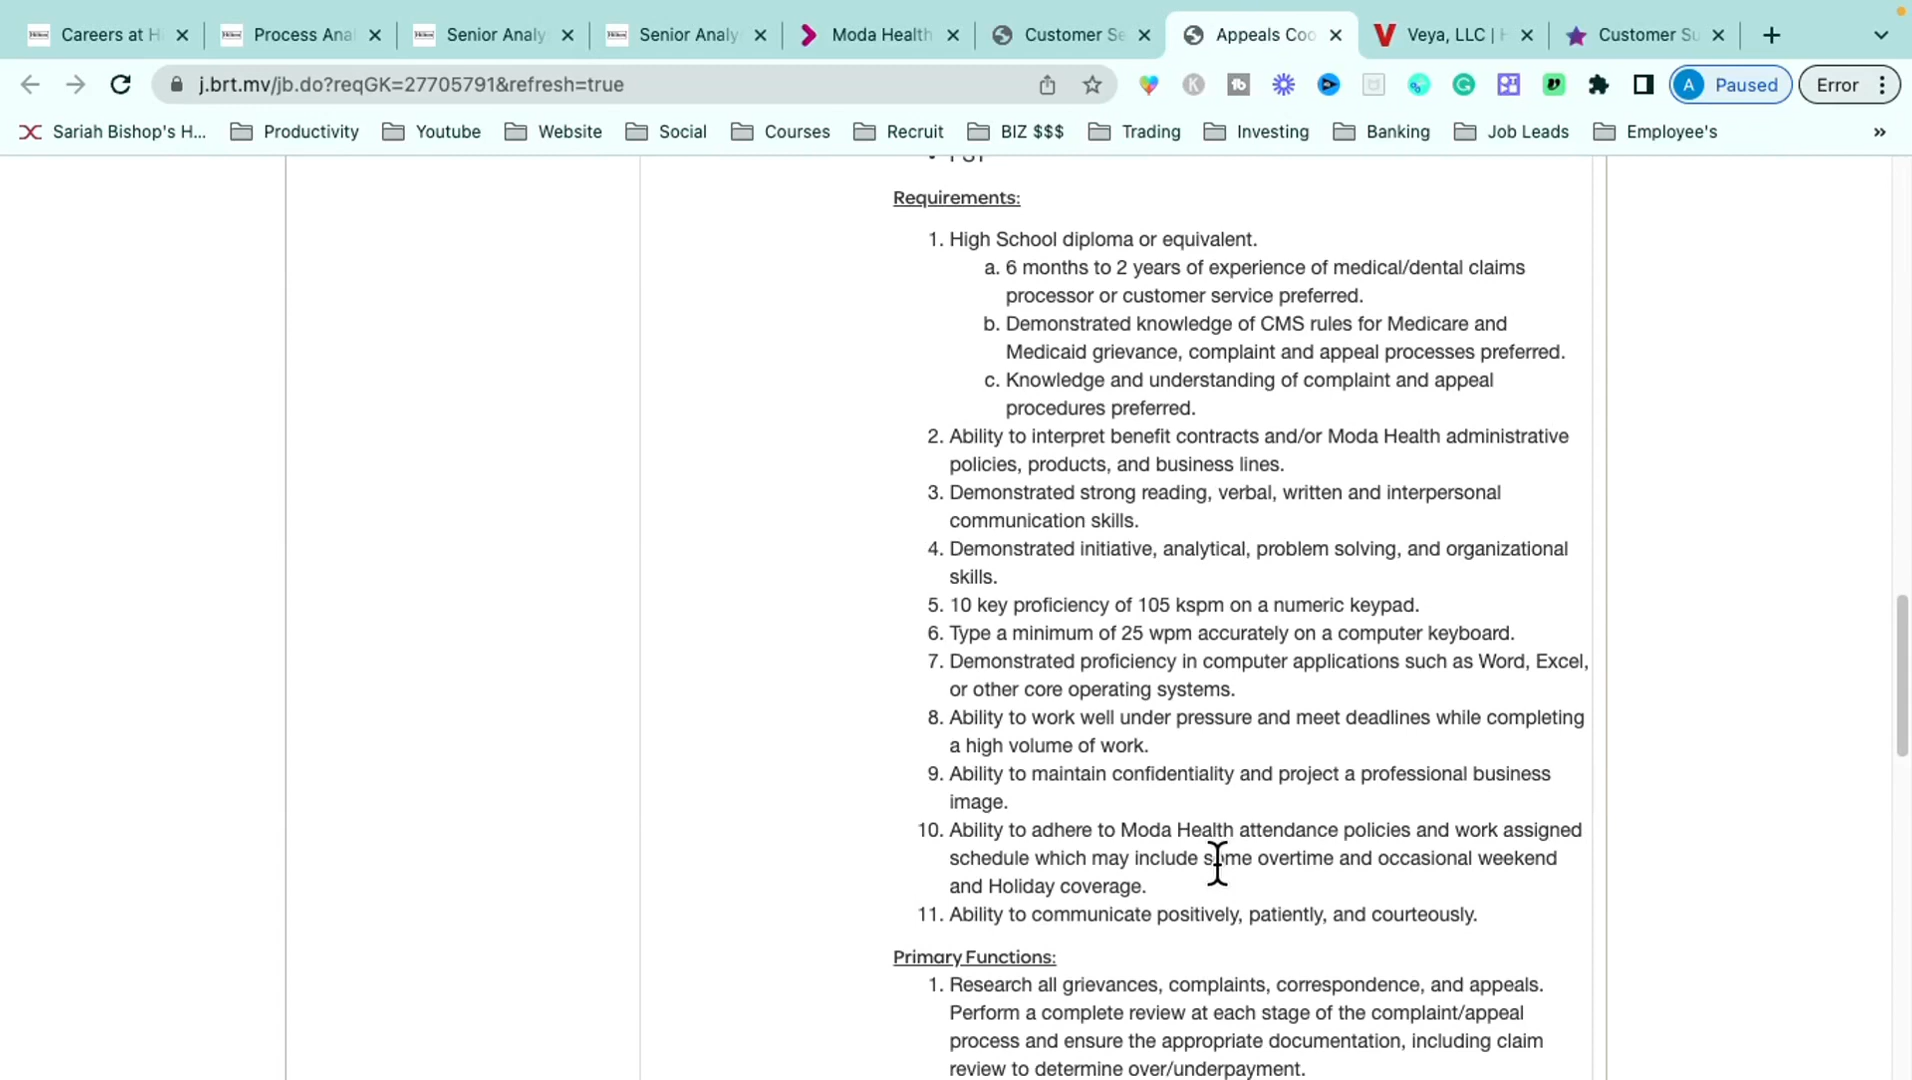 Careers at H
Process Ana
Senior Analy
Senior Analy
Moda Health
Customer Se
Appeals Coo
Veya, LLC | H
Customer Su
j.brt.mv/jb.do?reqGK=27705791&refresh=true
A Paused
Error
Sariah Bishop's H...
Productivity
Youtube
Website
Social
Courses
Recruit
BIZ $$$
Trading
Investing
Banking
Job Leads
Employee's
»
Requirements:
1. High School diploma or equivalent.
a. 6 months to 2 years of experience of medical/dental claims
processor or customer service preferred.
b. Demonstrated knowledge of CMS rules for Medicare and
Medicaid grievance, complaint and appeal processes preferred.
c. Knowledge and understanding of complaint and appeal
procedures preferred.
2. Ability to interpret benefit contracts and/or Moda Health administrative
policies, products, and business lines.
3. Demonstrated strong reading, verbal, written and interpersonal
communication skills.
4. Demonstrated initiative, analytical, problem solving, and organizational
skills.
5. 10 key proficiency of 105 kspm on a numeric keypad.
6. Type a minimum of 25 wpm accurately on a computer keyboard.
7. Demonstrated proficiency in computer applications such as Word, Excel,
or other core operating systems.
8. Ability to work well under pressure and meet deadlines while completing
a high volume of work.
9. Ability to maintain confidentiality and project a professional business
image.
10. Ability to adhere to Moda Health attendance policies and work assigned
schedule which may include some overtime and occasional weekend
and Holiday coverage.
11. Ability to communicate positively, patiently, and courteously.
Primary Functions:
1. Research all grievances, complaints, correspondence, and appeals.
Perform a complete review at each stage of the complaint/appeal
process and ensure the appropriate documentation, including claim
review to determine over/underpayment.